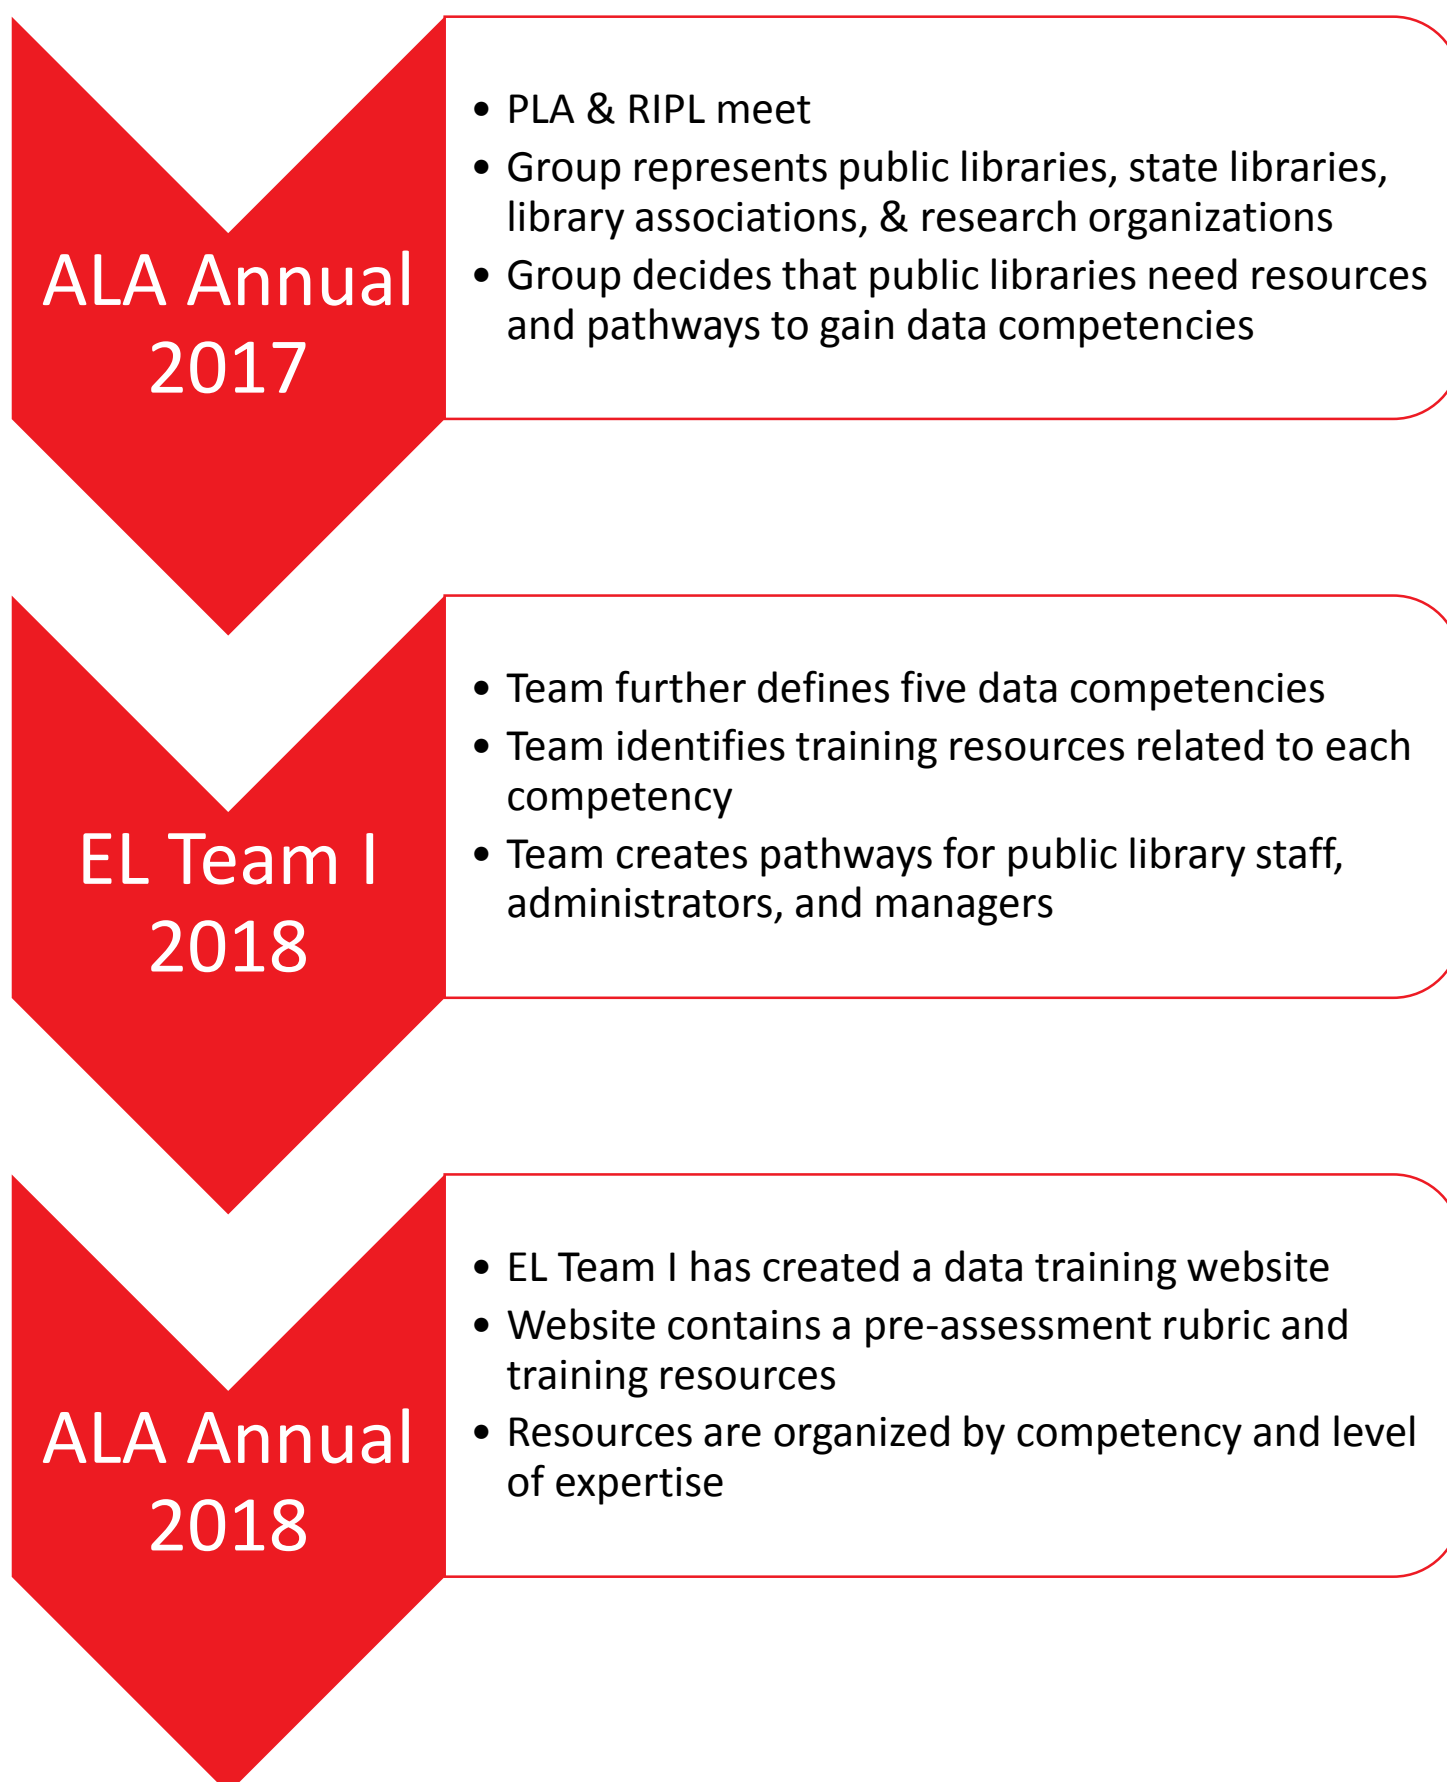 ALA Annual
2017
• PLA & RIPL meet
• Group represents public libraries, state libraries,
library associations, & research organizations
• Group decides that public libraries need resources
and pathways to gain data competencies
EL Team I
2018
• Team further defines five data competencies
• Team identifies training resources related to each
competency
• Team creates pathways for public library staff,
administrators, and managers
ALA Annual
2018
• EL Team I has created a data training website
• Website contains a pre-assessment rubric and
training resources
• Resources are organized by competency and level
of expertise